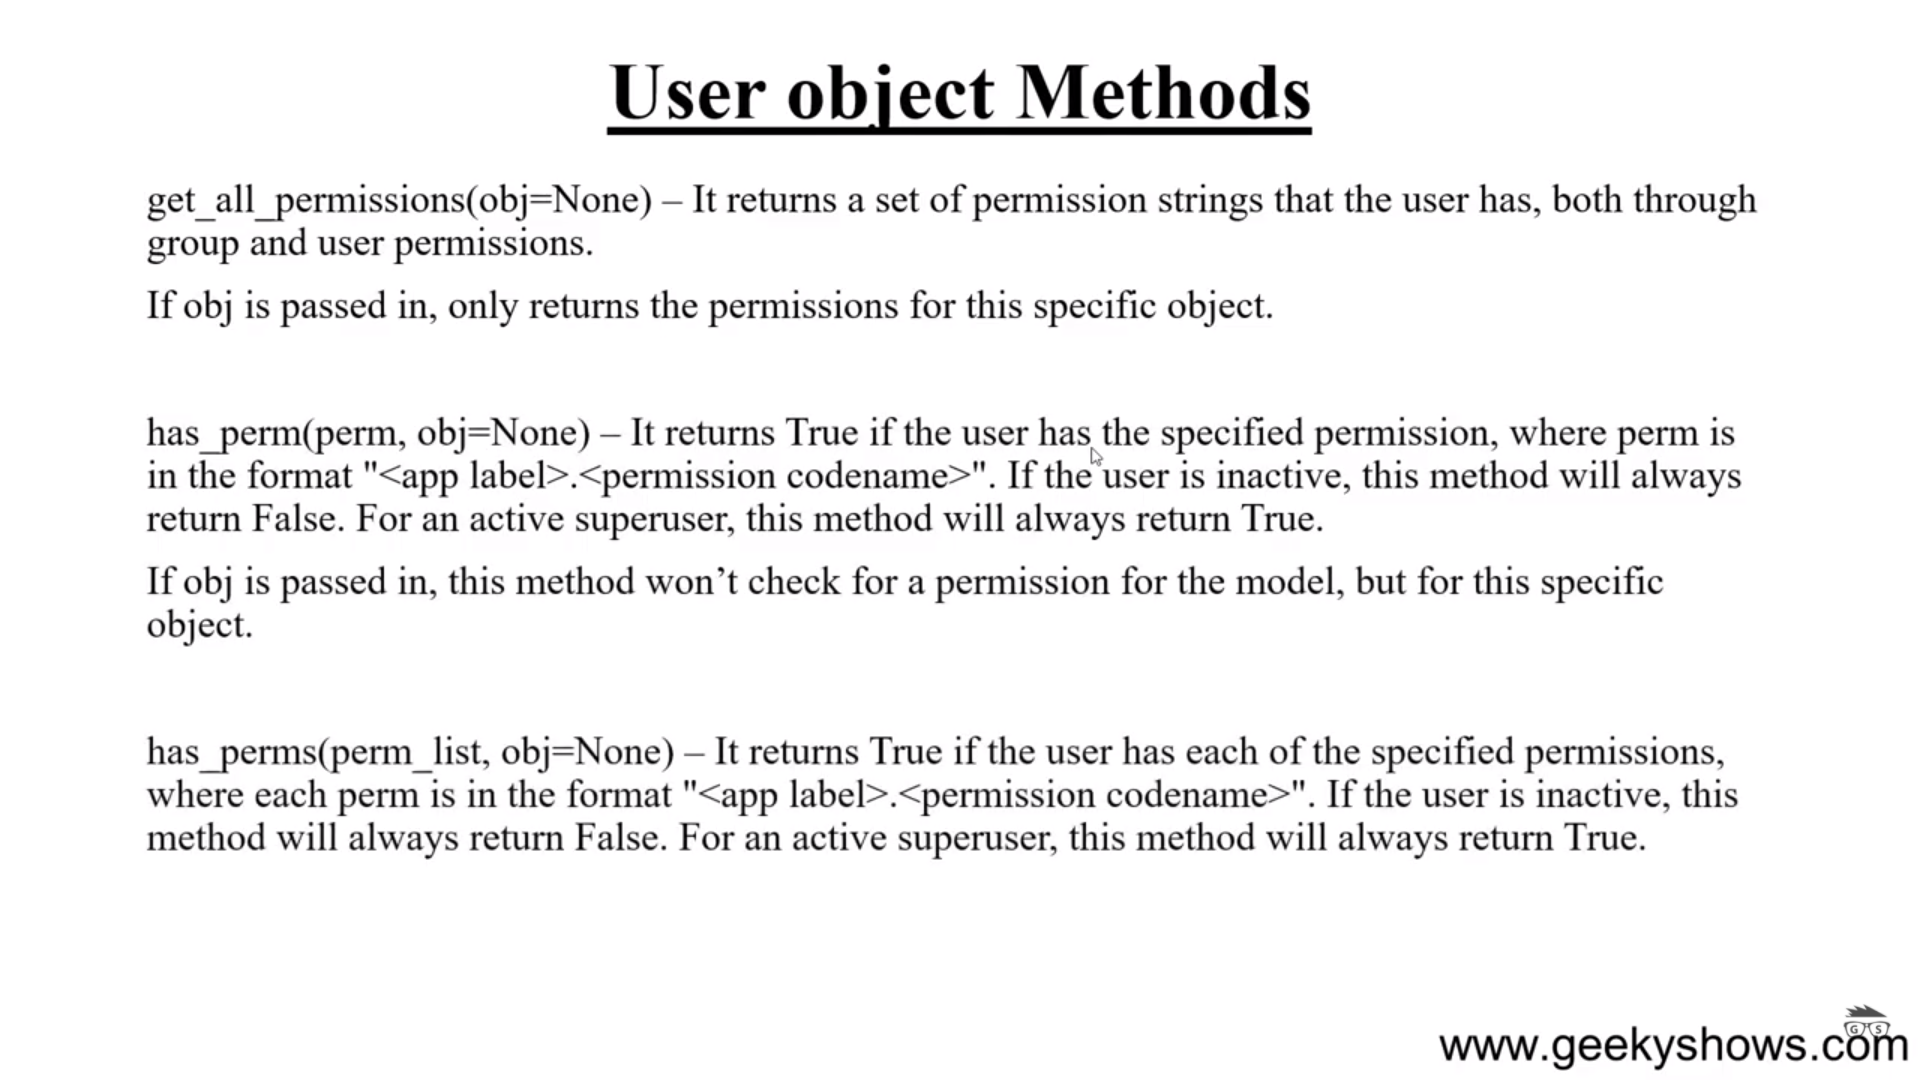 User object Methods
get_all_permissions(obj=None) – It returns a set of permission strings that the user has, both through
group and user permissions.
If obj is passed in, only returns the permissions for this specific object.
has_perm(perm, obj=None) – It returns True if the user has the specified permission, where perm is
in the format "<app label>.<permission codename>". If the user is inactive, this method will always
return False. For an active superuser, this method will always return True.
If obj is passed in, this method won’t check for a permission for the model, but for this specific
object.
has_perms(perm_list, obj=None) – It returns True if the user has each of the specified permissions,
where each perm is in the format "<app label>.<permission codename>". If the user is inactive, this
method will always return False. For an active superuser, this method will always return True.
G S
www.geekyshows.com